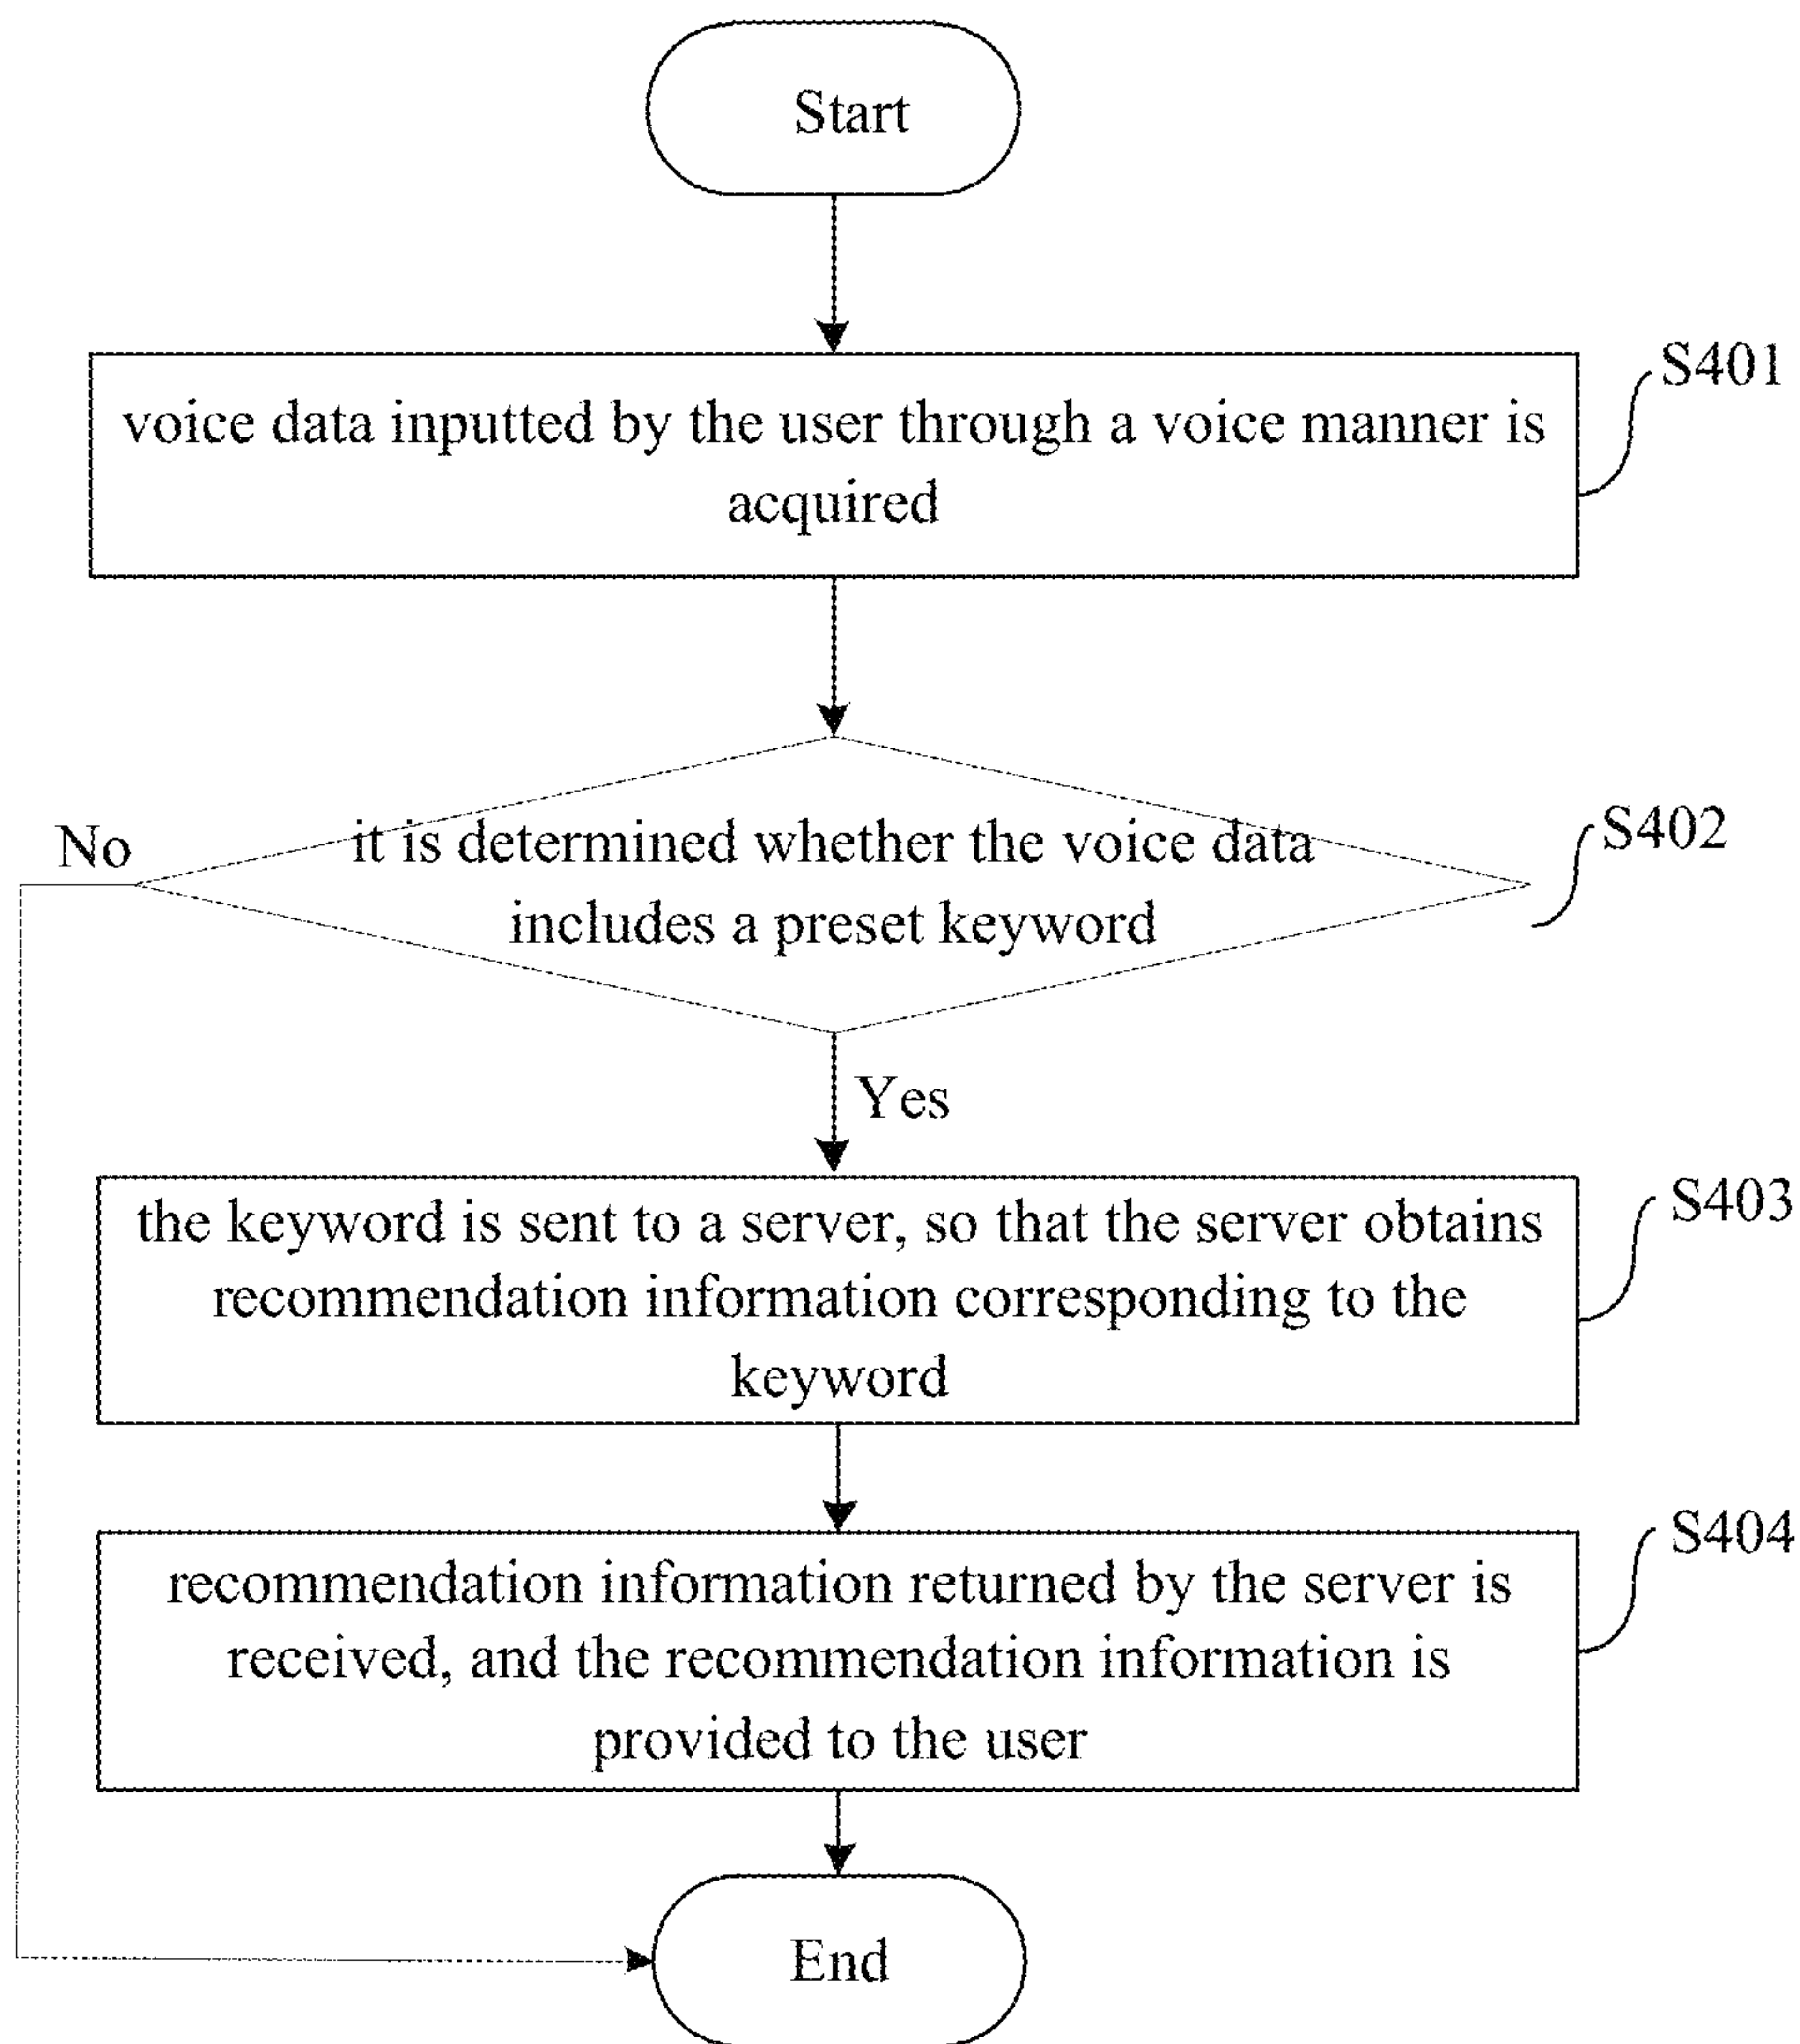 Start
S401
voice data inputted by the user through a voice manner is
acquired
No
it is determined whether the voice data
includes a preset keyword
S402
Yes
the keyword is sent to a server, so that the server obtains
recommendation information corresponding to the
keyword
S403
recommendation information returned by the server is
received, and the recommendation information is
provided to the user
S404
End